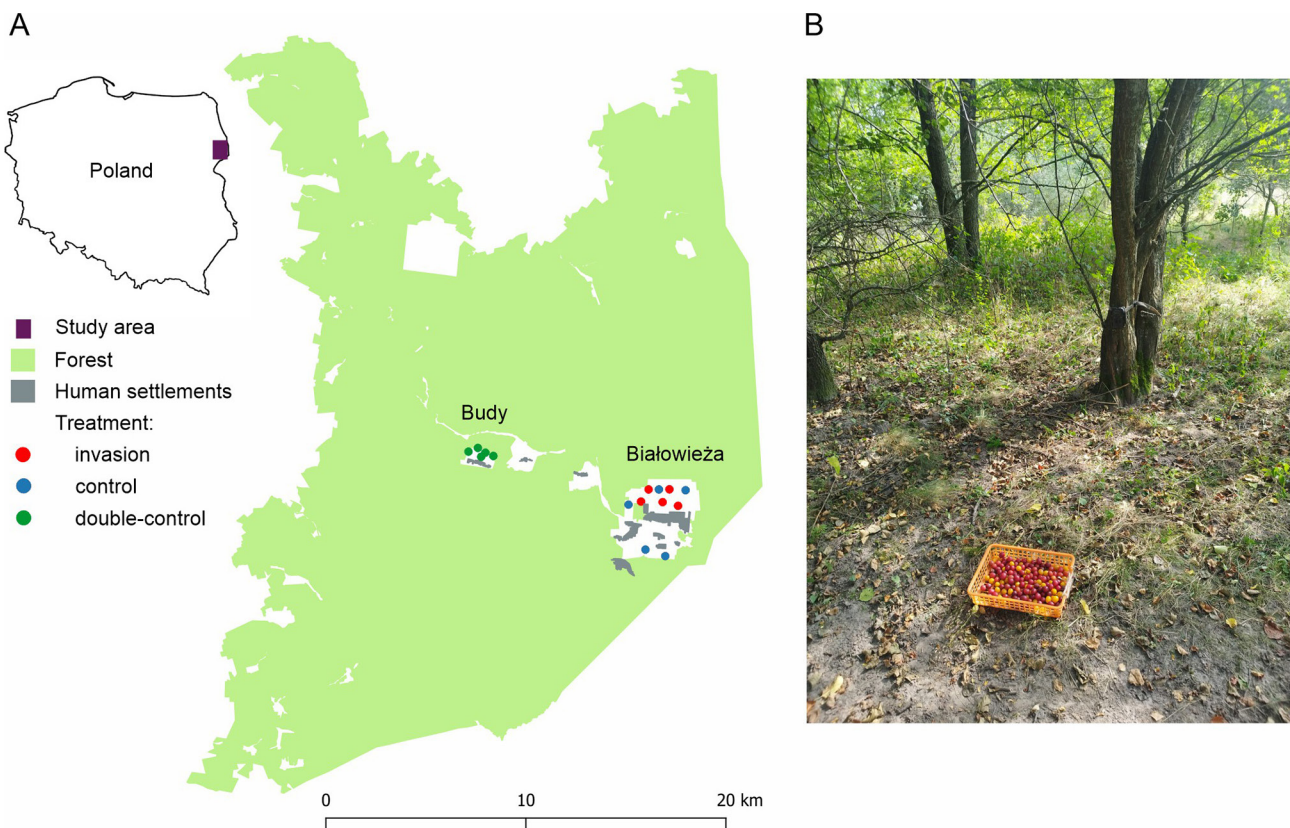 A
B
Poland
Study area
Forest
Human settlements
Treatment:
invasion
control
double-control
Budy
Białowieża
0
10
20 km